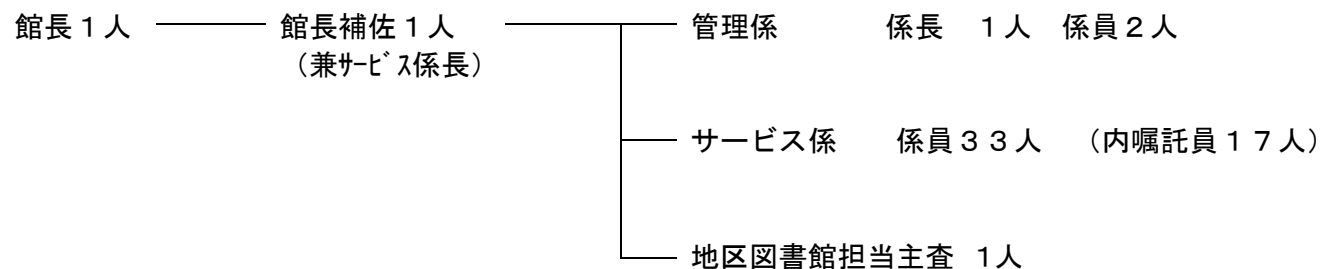 館長１人 館長補佐１人 管理係 係長 １人 係員２人
（兼ｻｰﾋﾞｽ係長）
サービス係 係員３３人 （内嘱託員１７人）
地区図書館担当主査 １人